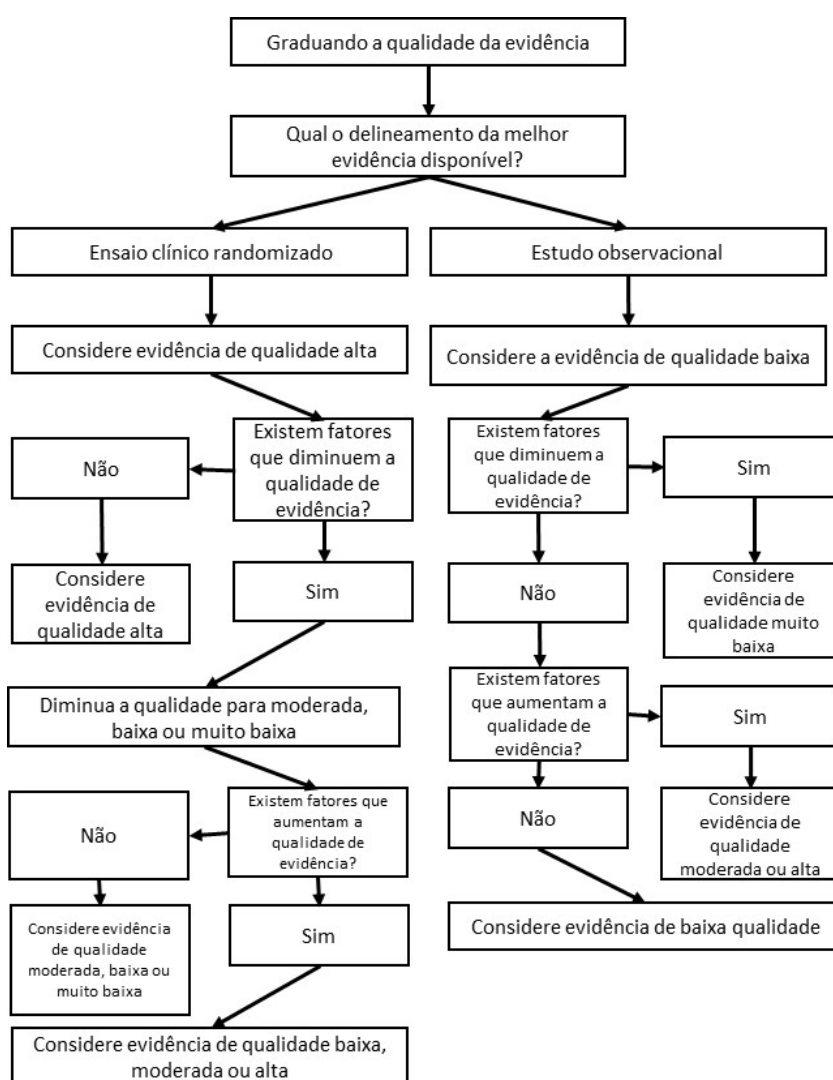 Graduando a qualidade da evidência
Qual o delineamento da melhor
evidência disponível?
Ensaio clínico randomizado
Estudo observacional
Considere evidência de qualidade alta
Considere a evidência de qualidade baixa
Existem fatores
que diminuem a
qualidade de
evidência?
Não
Existem fatores
que diminuem a
qualidade de
evidência?
Sim
Considere
evidência de
qualidade alta
Sim
Não
Considere
evidência de
qualidade muito
baixa
Diminua a qualidade para moderada,
baixa ou muito baixa
Existem fatores
que aumentam a
qualidade de
evidência?
Sim
Não
Existem fatores que
aumentam a
qualidade de
evidência?
Não
Considere
evidência de
qualidade
moderada ou alta
Considere evidência
de qualidade
moderada, baixa ou
muito baixa
Sim
Considere evidência de baixa qualidade
Considere evidência de qualidade baixa,
moderada ou alta